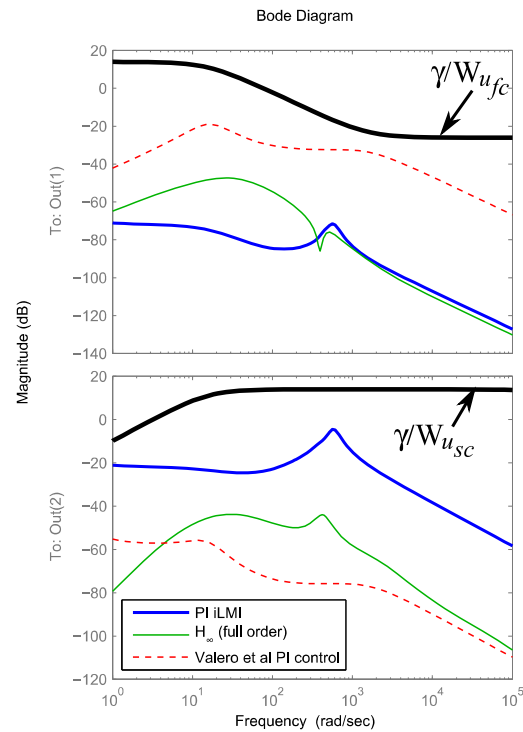 Bode Diagram
Magnitude (dB)
To: Out(1)
20
0
−20
−40
−60
−80
−100
−120
−140
γ/Wu_fc
To: Out(2)
20
0
−20
−40
−60
−80
−100
−120
γ/Wu_sc
PI iLMI
H∞ (full order)
Valero et al PI control
10^0 10^1 10^2 10^3 10^4 10^5
Frequency (rad/sec)